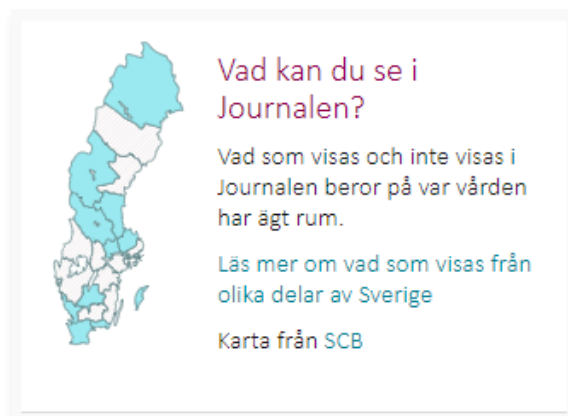 Vad kan du se i
Journalen?
Vad som visas och inte visas i
Journalen beror på var vården
har ägt rum.
Läs mer om vad som visas från
olika delar av Sverige
Karta från SCB